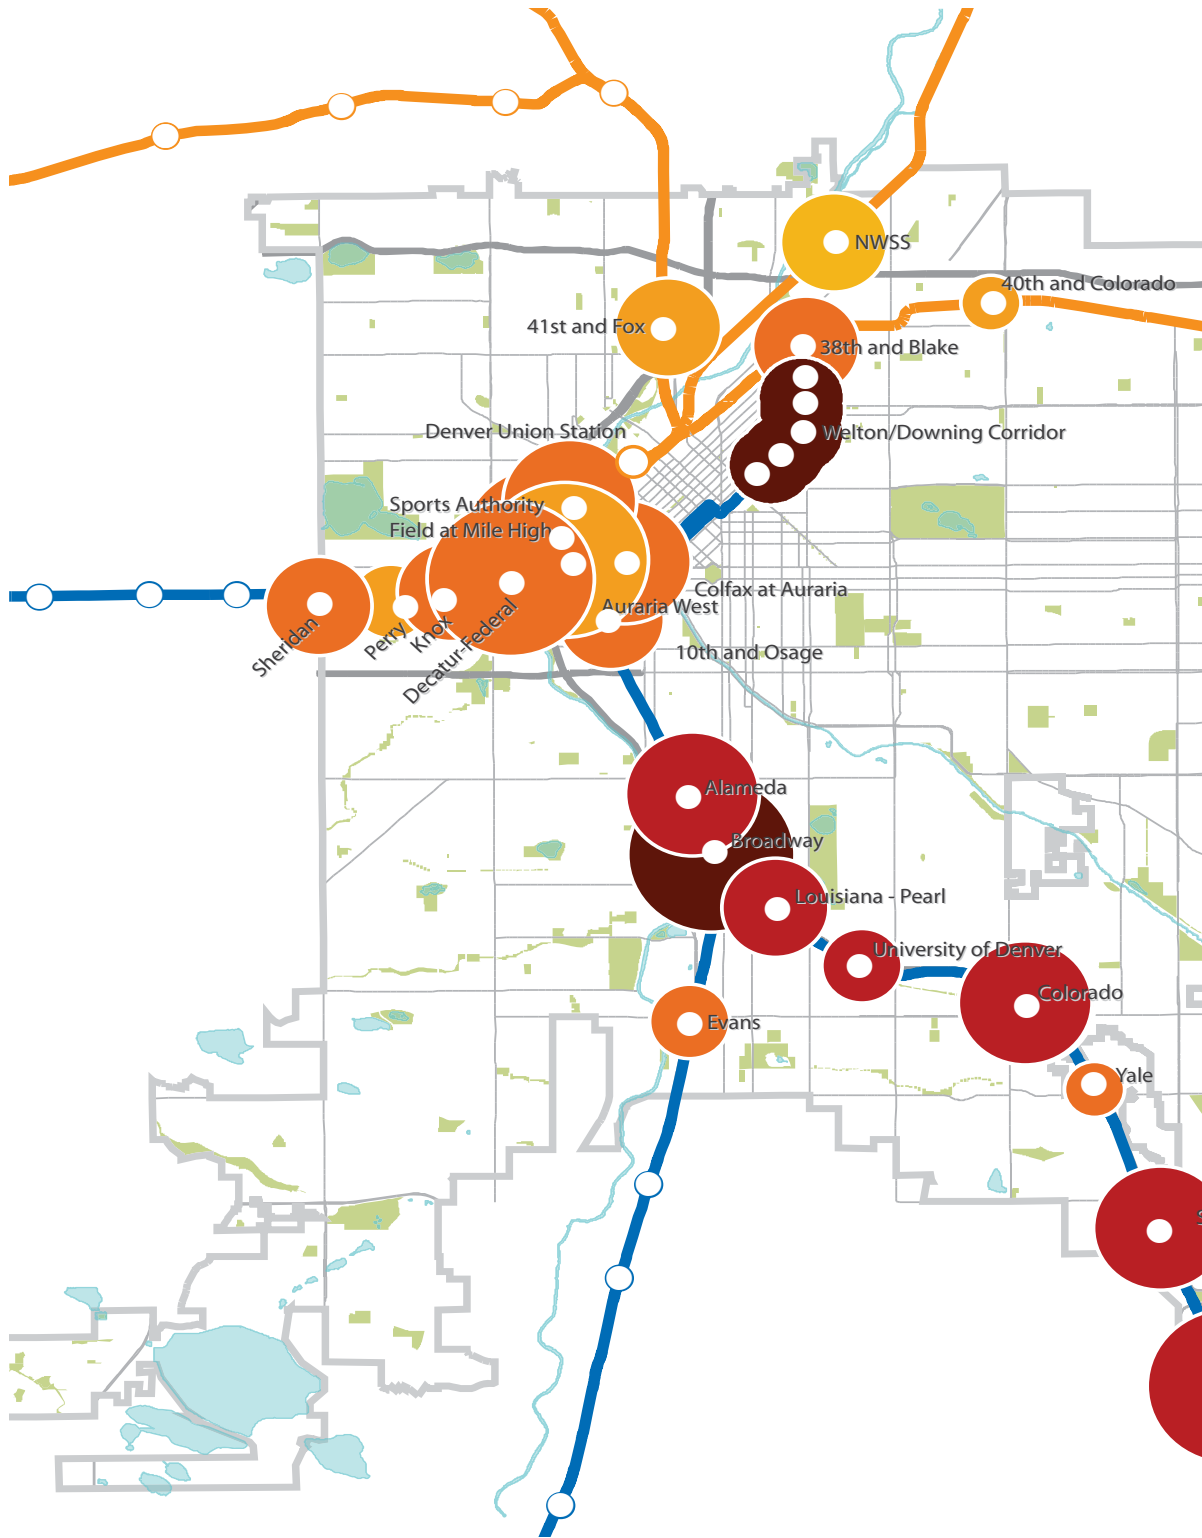 NWSS
40th and Colorado
41st and Fox
38th and Blake
Denver Union Station
Welton/Downing Corridor
Sports Authority
Field at Mile High
Colfax at Auraria
Auraria West
Sheridan
Perry
Knox
Decatur-Federal
10th and Osage
Alameda
Broadway
Louisiana - Pearl
University of Denver
Colorado
Evans
Yale